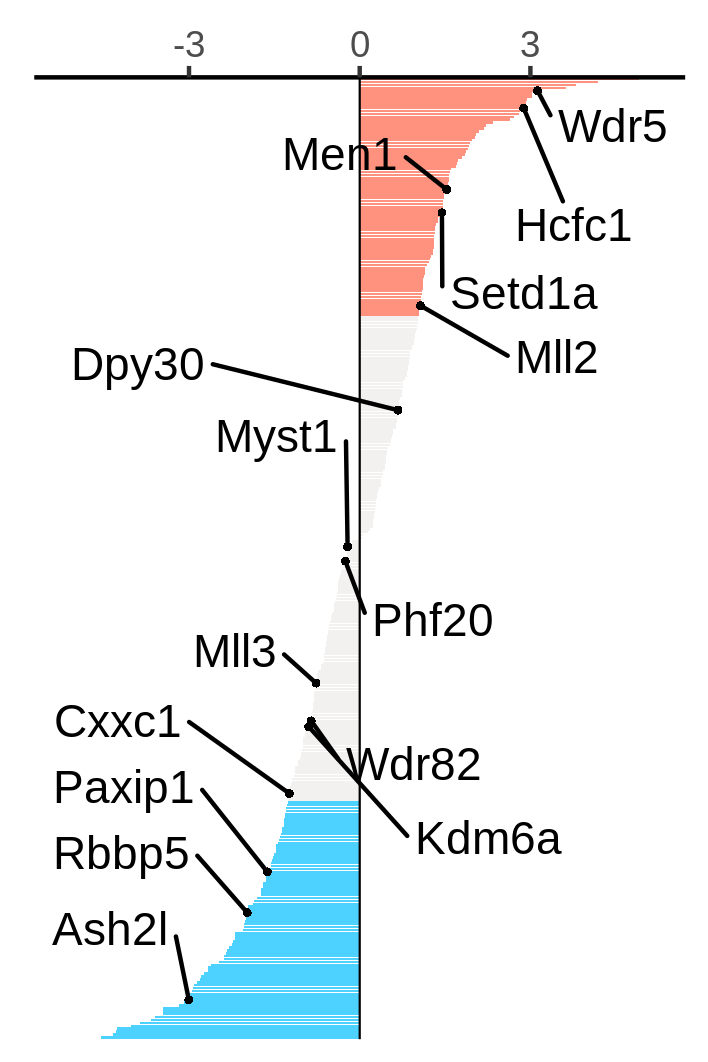 -3 0 3
Wdr5
Men1
Hcfc1
Setd1a
Mll2
Dpy30
Myst1
Phf20
Mll3
Cxxc1
Wdr82
Paxip1
Kdm6a
Rbbp5
Ash2l